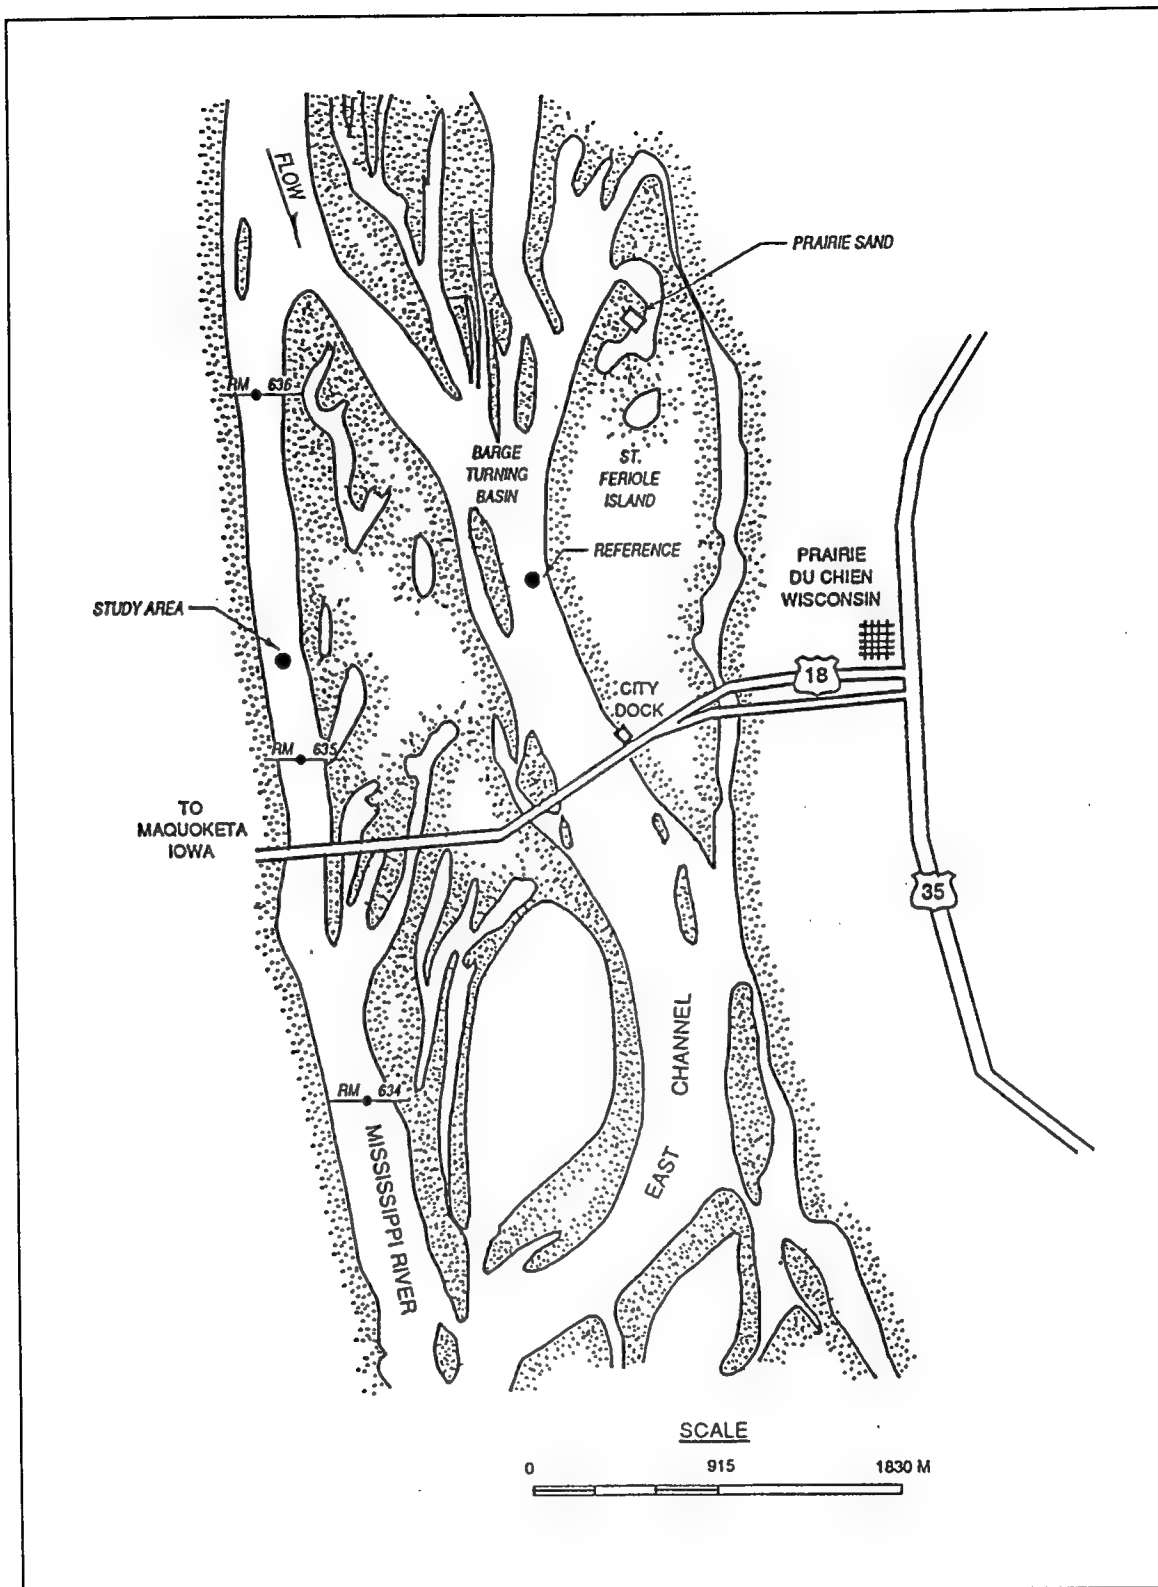 FLOW
PRAIRIE SAND
RM 636
BARGE
TURNING
BASIN
ST.
FERIOLE
ISLAND
REFERENCE
PRAIRIE
DU CHIEN
WISCONSIN
STUDY AREA
18
CITY
DOCK
RM 635
TO
MAQUOKETA
IOWA
35
EAST CHANNEL
RM 634
MISSISSIPPI RIVER
SCALE
0 915 1830 M